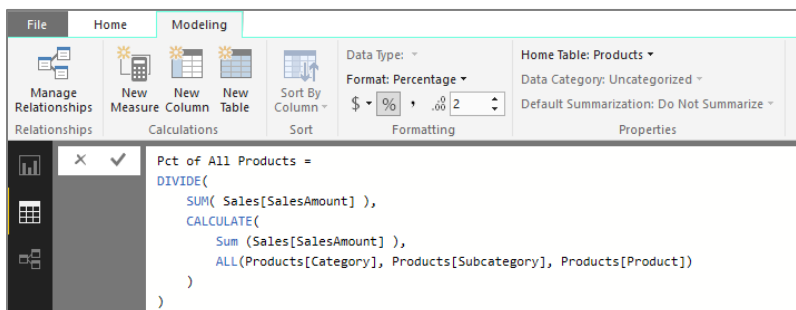 File Home Modeling
Manage Relationships
New Measure
New Column
New Table
Sort By Column
Data Type:
Format: Percentage
$ % , .00 2
Home Table: Products
Data Category: Uncategorized
Default Summarization: Do Not Summarize
Relationships Calculations Sort Formatting Properties
Pct of All Products =
DIVIDE(
SUM( Sales[SalesAmount] ),
CALCULATE(
Sum (Sales[SalesAmount] ),
ALL(Products[Category], Products[Subcategory], Products[Product])
)
)